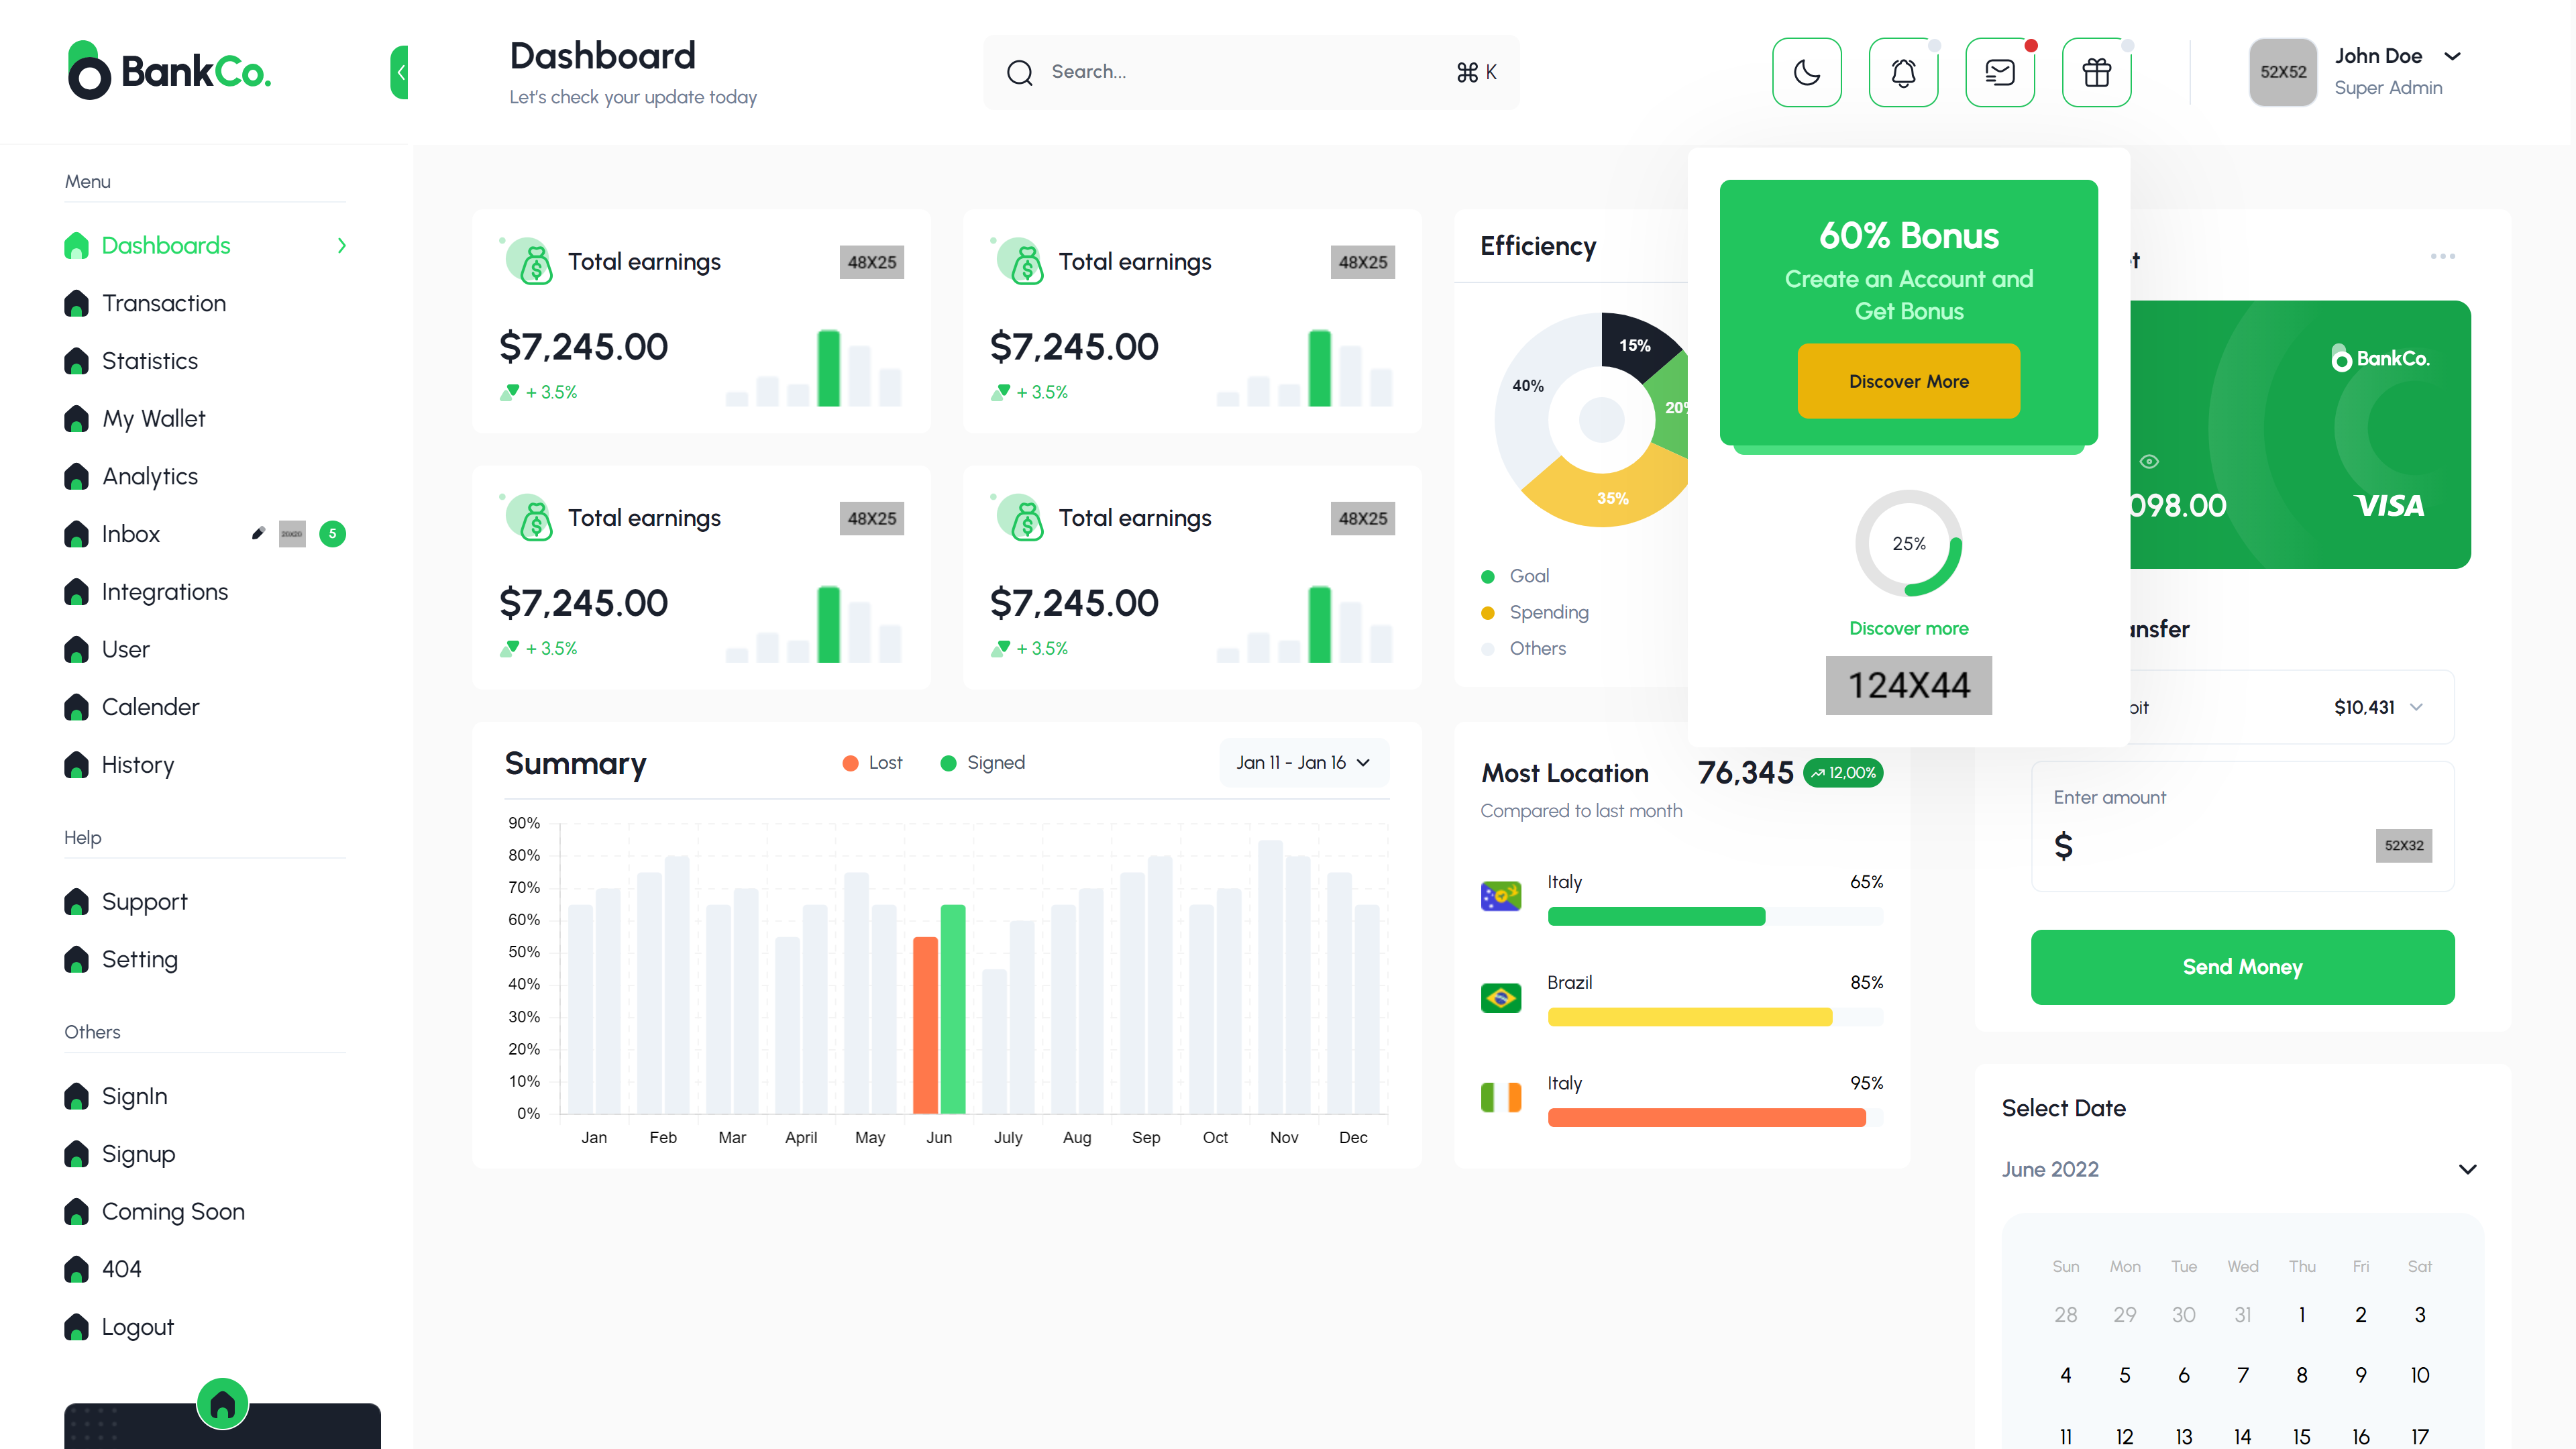 BankCo.
Dashboard
Let's check your update today
Search...
⌘ K
John Doe
Super Admin
52X52
Menu
Dashboards
Transaction
Statistics
My Wallet
Analytics
Inbox
20X20
5
Integrations
User
Calender
History
Help
Support
Setting
Others
SignIn
Signup
Coming Soon
404
Logout
Total earnings
48X25
$7,245.00
+ 3.5%
Total earnings
48X25
$7,245.00
+ 3.5%
Total earnings
48X25
$7,245.00
+ 3.5%
Total earnings
48X25
$7,245.00
+ 3.5%
Efficiency
15%
40%
35%
Goal
Spending
Others
60% Bonus
Create an Account and
Get Bonus
Discover More
25%
Discover more
124X44
BankCo.
098.00
VISA
$10,431
Enter amount
$
52X32
Send Money
Summary
Lost
Signed
Jan 11 - Jan 16
90%
80%
70%
60%
50%
40%
30%
20%
10%
0%
Jan Feb Mar April May Jun July Aug Sep Oct Nov Dec
Most Location
76,345
12,00%
Compared to last month
Italy 65%
Brazil 85%
Italy 95%
Select Date
June 2022
Sun Mon Tue Wed Thu Fri Sat
28 29 30 31 1 2 3
4 5 6 7 8 9 10
11 12 13 14 15 16 17